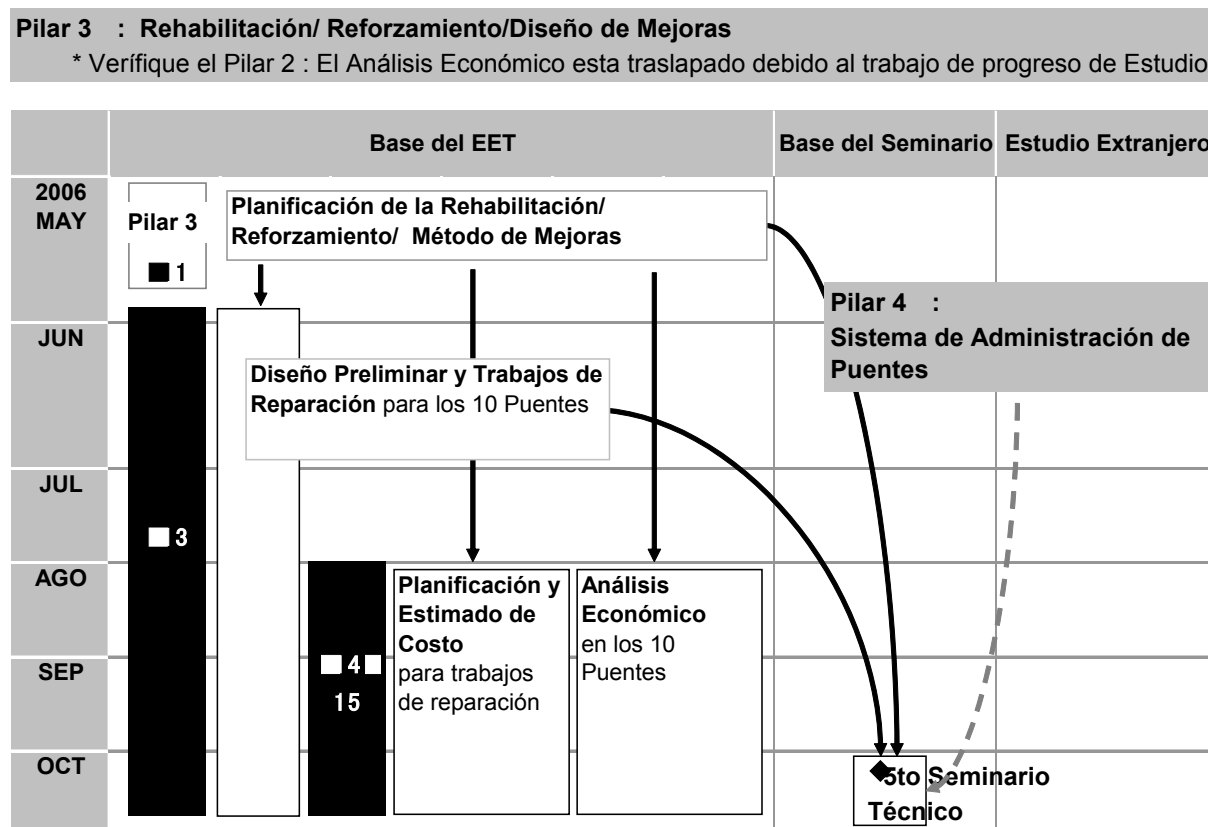 Pilar 3 : Rehabilitación/ Reforzamiento/Diseño de Mejoras
* Verífique el Pilar 2 : El Análisis Económico esta traslapado debido al trabajo de progreso de Estudio
Base del EET
Base del Seminario
Estudio Extranjero
2006
MAY
Pilar 3
■ 1
Planificación de la Rehabilitación/
Reforzamiento/ Método de Mejoras
Pilar 4 :
Sistema de Administración de
Puentes
JUN
Diseño Preliminar y Trabajos de
Reparación para los 10 Puentes
JUL
■ 3
AGO
Planificación y
Estimado de
Costo
para trabajos
de reparación
Análisis
Económico
en los 10
Puentes
SEP
■ 4 ■
15
OCT
◆5to Seminario
Técnico